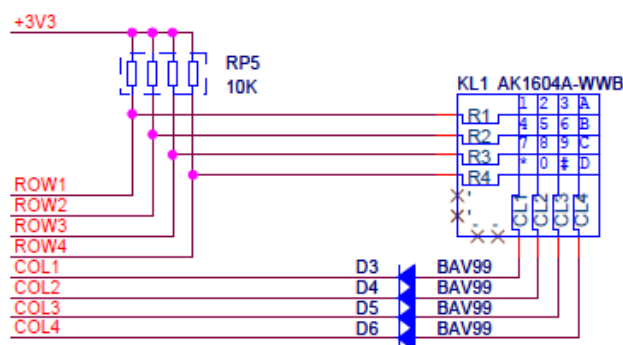 +3V3
RP5
10K
KL1 AK1604A-WWB
R1 1 2 3 A
R2 4 5 6 B
R3 7 8 9 C
R4 * 0 # D
CL1 CL2 CL3 CL4
ROW1
ROW2
ROW3
ROW4
COL1 D3 BAV99
COL2 D4 BAV99
COL3 D5 BAV99
COL4 D6 BAV99